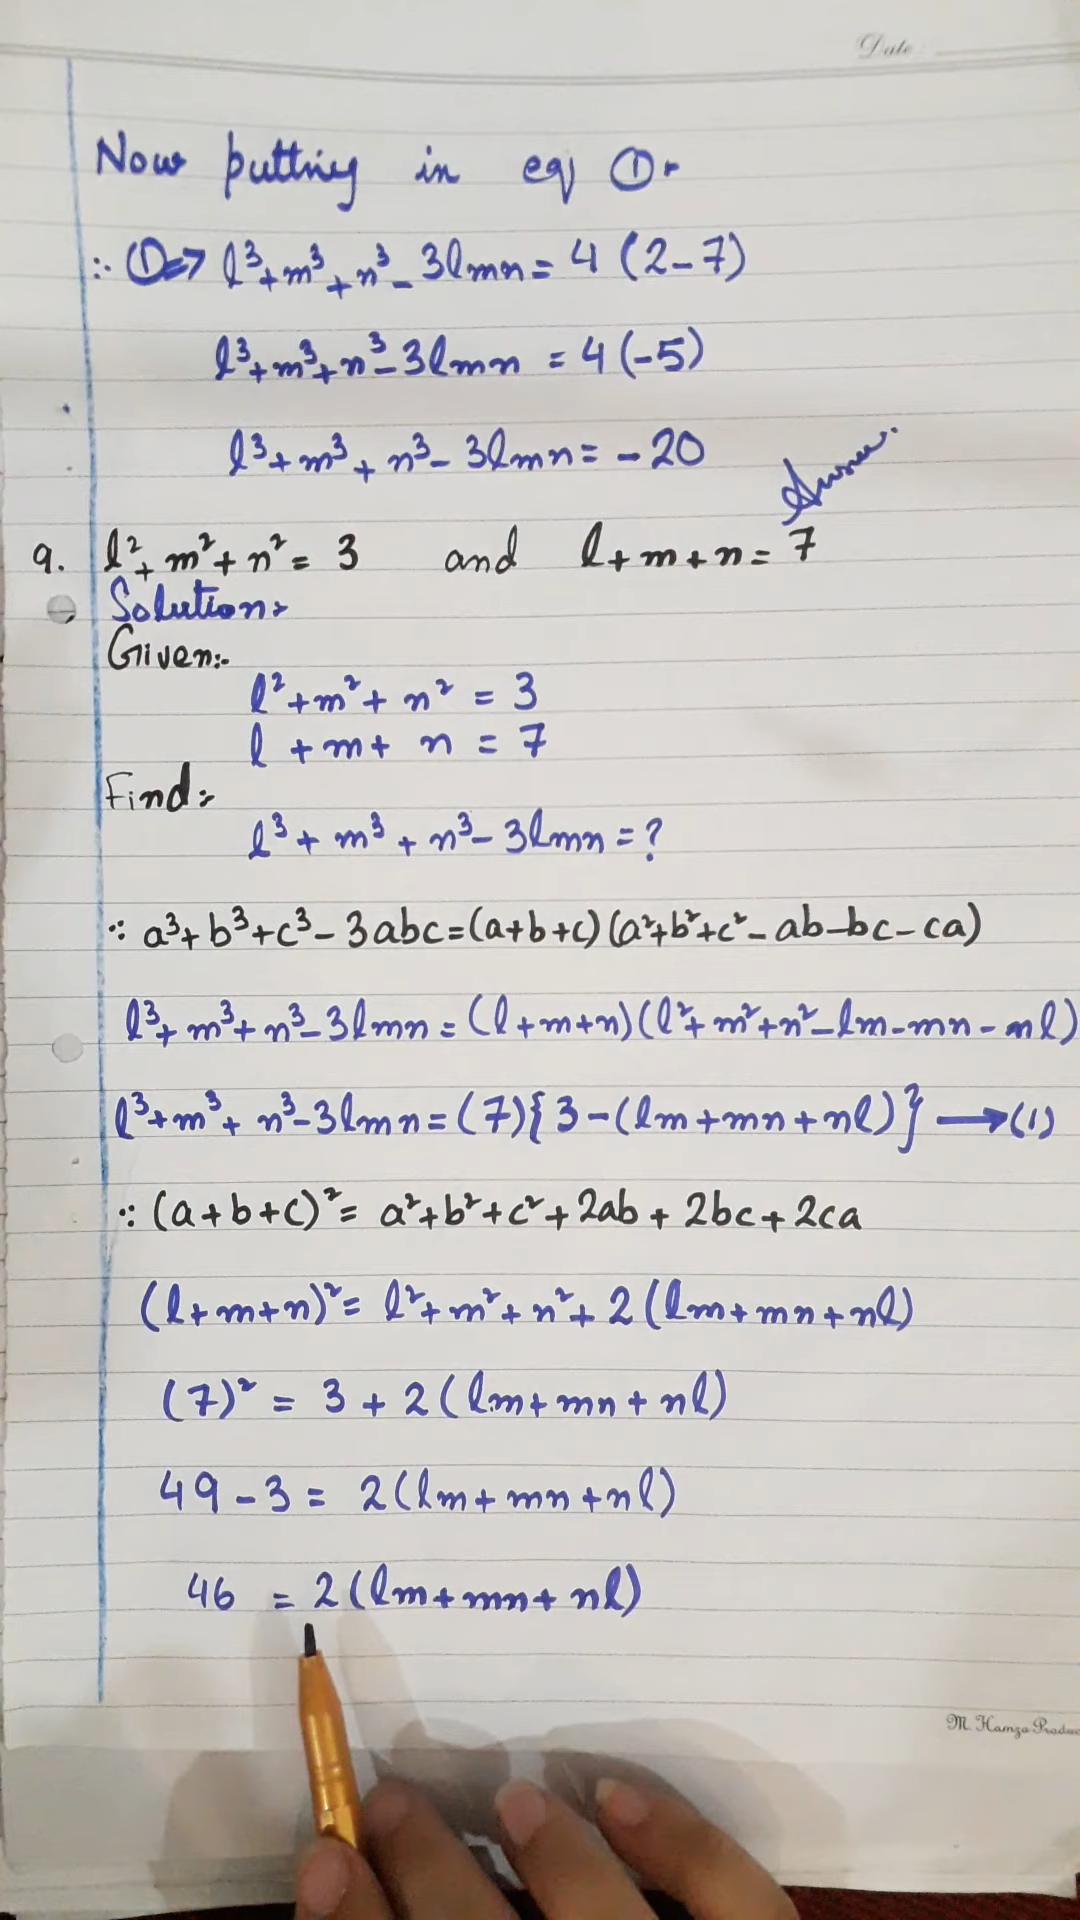 Date
Now putting in eq ①:
∴ ①=> l³+m³+n³-3lmn = 4 (2-7)
l³+m³+n³-3lmn = 4(-5)
l³+m³+n³-3lmn = -20
Answer.
9. l²+m²+n² = 3 and l+m+n = 7
Solution:
Given:-
l²+m²+n² = 3
l+m+n = 7
Find:
l³+m³+n³-3lmn = ?
∵ a³+b³+c³-3abc=(a+b+c)(a²+b²+c²-ab-bc-ca)
l³+m³+n³-3lmn = (l+m+n)(l²+m²+n²-lm-mn-nl)
l³+m³+n³-3lmn = (7){3-(lm+mn+nl)} → (1)
∵ (a+b+c)² = a²+b²+c²+2ab+2bc+2ca
(l+m+n)² = l²+m²+n²+2(lm+mn+nl)
(7)² = 3+2(lm+mn+nl)
49-3 = 2(lm+mn+nl)
46 = 2(lm+mn+nl)
M. Hamza Produc